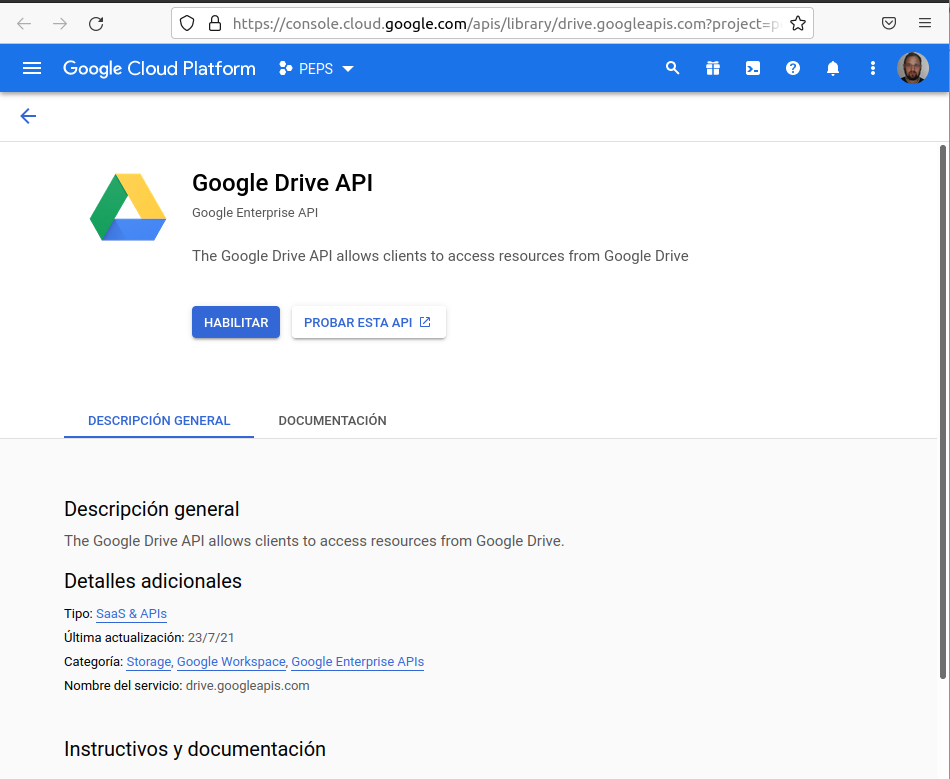 https://console.cloud.google.com/apis/library/drive.googleapis.com?project=p
Google Cloud Platform PEPS
Google Drive API
Google Enterprise API
The Google Drive API allows clients to access resources from Google Drive
HABILITAR PROBAR ESTA API
DESCRIPCIÓN GENERAL DOCUMENTACIÓN
Descripción general
The Google Drive API allows clients to access resources from Google Drive.
Detalles adicionales
Tipo: SaaS & APIs
Última actualización: 23/7/21
Categoría: Storage, Google Workspace, Google Enterprise APIs
Nombre del servicio: drive.googleapis.com
Instructivos y documentación